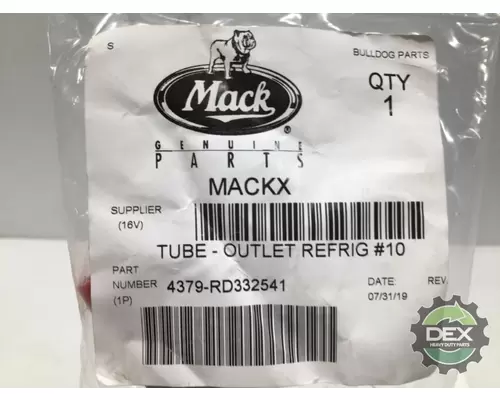 S
BULLDOG PARTS
Mack
®
QTY
1
GENUINE
PARTS
MACKX
SUPPLIER
(16V)
TUBE - OUTLET REFRIG #10
PART
NUMBER
(1P)
4379-RD332541
DATE:
07/31/19
REV.
DEX
HEAVY DUTY PARTS